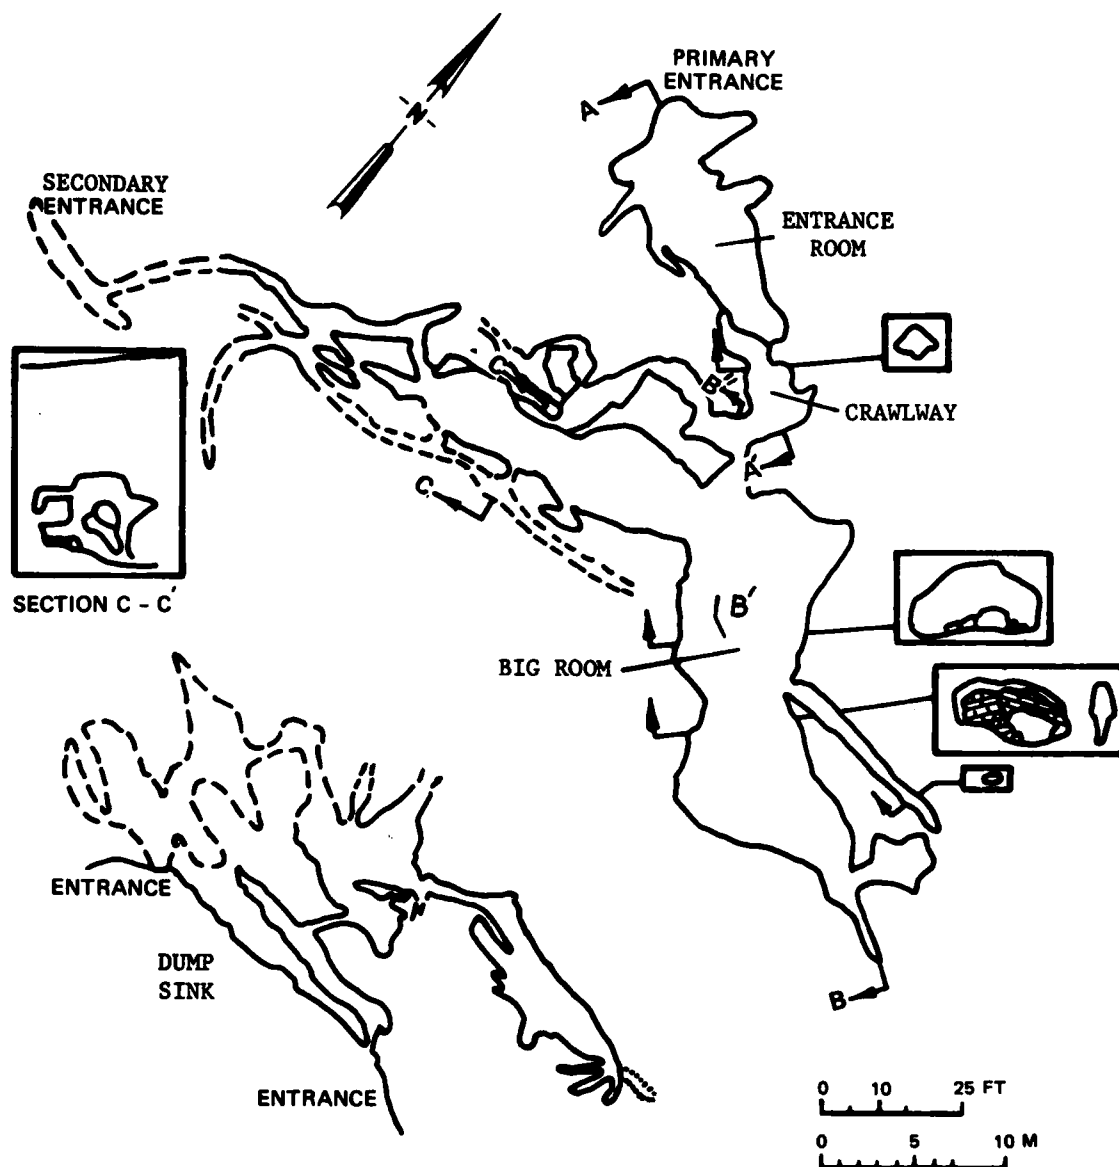 PRIMARY
ENTRANCE
A
N
SECONDARY
ENTRANCE
ENTRANCE
ROOM
C'
B"
CRAWLWAY
A'
C
SECTION C - C'
B'
BIG ROOM
ENTRANCE
DUMP
SINK
B
ENTRANCE
0 10 25 FT
0 5 10 M